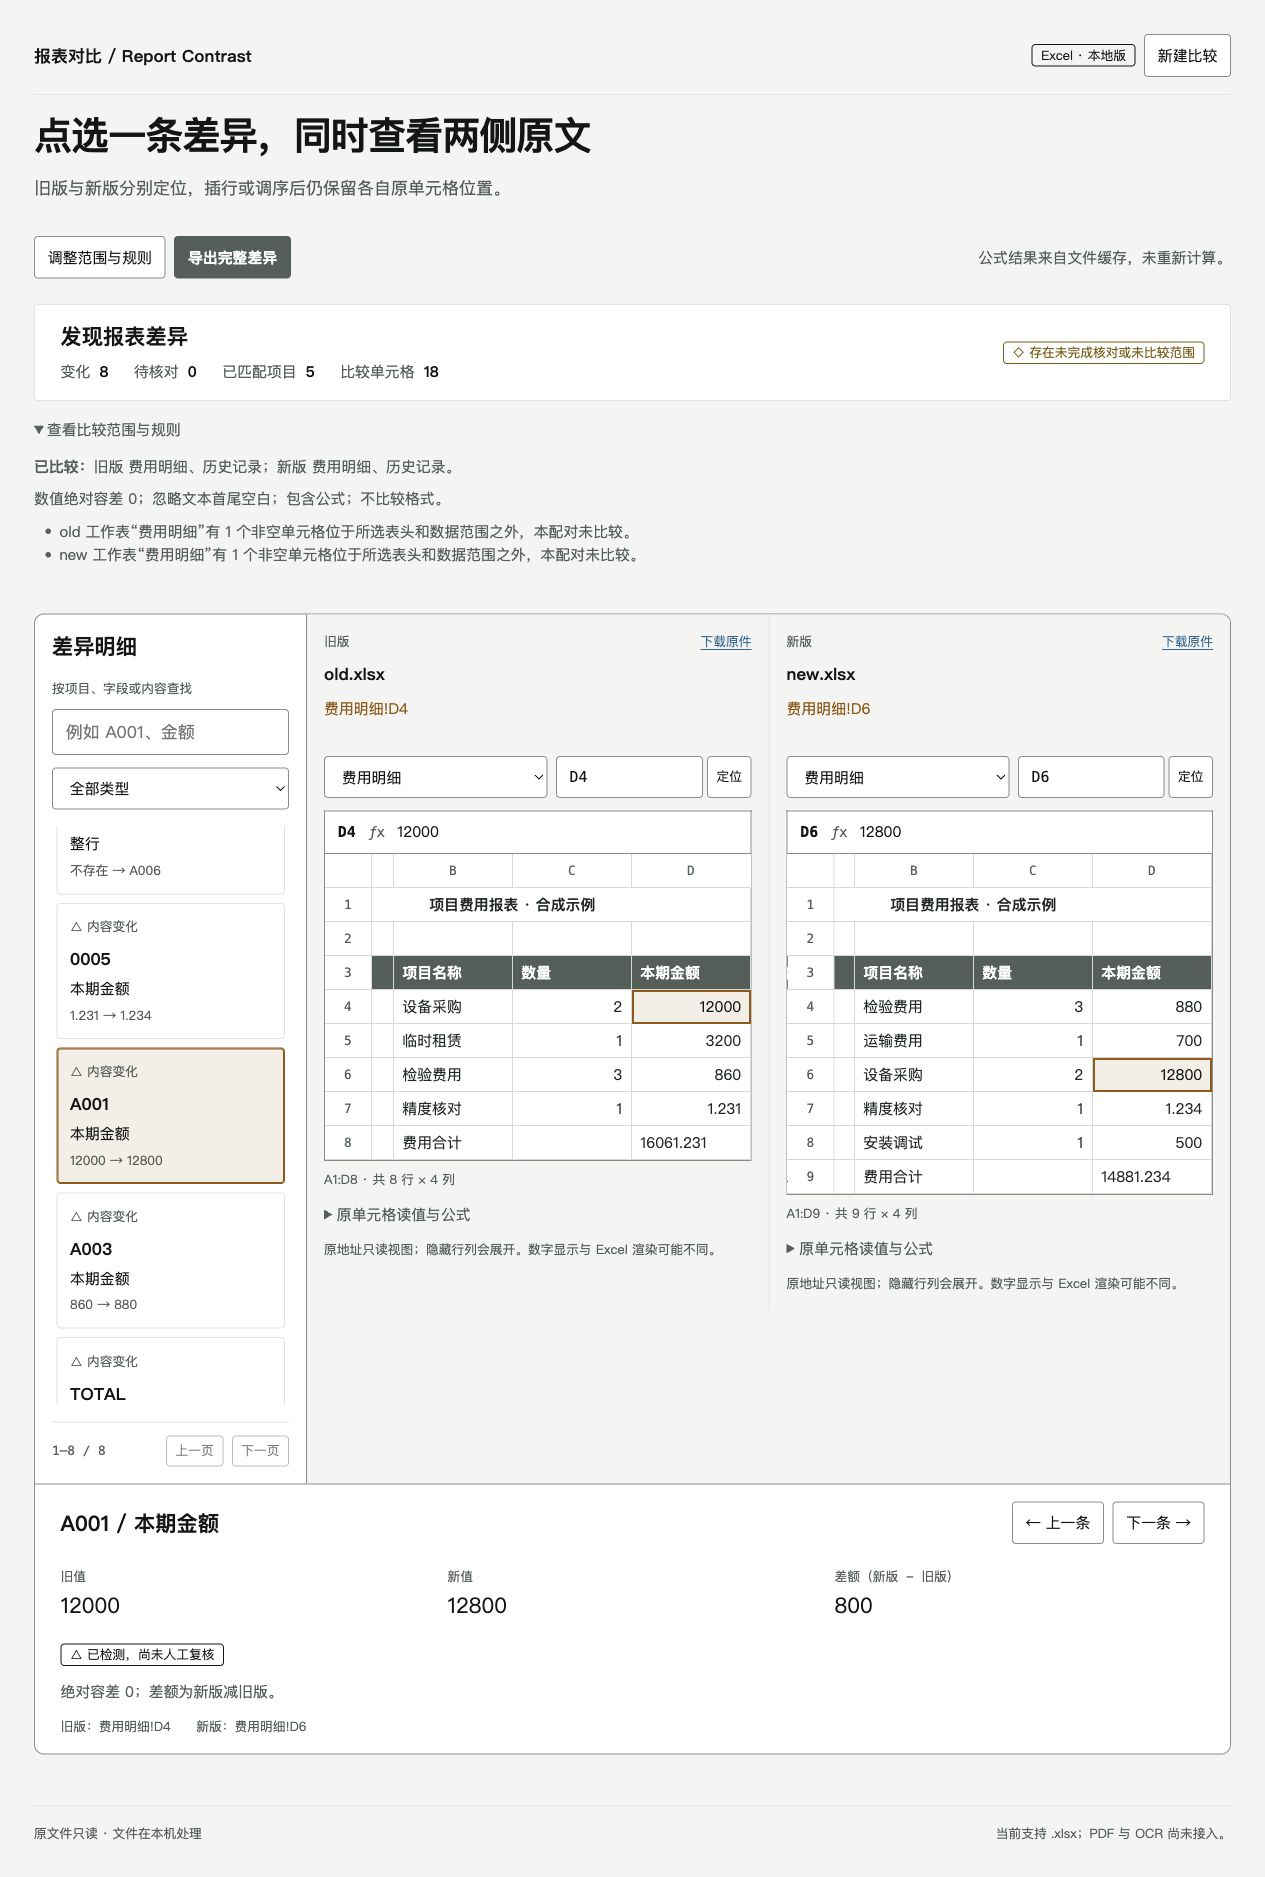 报表对比 / Report Contrast
Excel · 本地版
新建比较
点选一条差异，同时查看两侧原文
旧版与新版分别定位，插行或调序后仍保留各自原单元格位置。
调整范围与规则
导出完整差异
公式结果来自文件缓存，未重新计算。
发现报表差异
变化 8 待核对 0 已匹配项目 5 比较单元格 18
◇ 存在未完成核对或未比较范围
▼查看比较范围与规则
已比较：旧版 费用明细、历史记录；新版 费用明细、历史记录。
数值绝对容差 0；忽略文本首尾空白；包含公式；不比较格式。
• old 工作表“费用明细”有 1 个非空单元格位于所选表头和数据范围之外，本配对未比较。
• new 工作表“费用明细”有 1 个非空单元格位于所选表头和数据范围之外，本配对未比较。
差异明细
按项目、字段或内容查找
例如 A001、金额
全部类型
整行
不存在 → A006
△ 内容变化
0005
本期金额
1.231 → 1.234
△ 内容变化
A001
本期金额
12000 → 12800
△ 内容变化
A003
本期金额
860 → 880
△ 内容变化
TOTAL
1–8 / 8
上一页
下一页
旧版
下载原件
old.xlsx
费用明细!D4
费用明细
D4
定位
D4 ƒx 12000
B C D
1 项目费用报表 · 合成示例
2
3 项目名称 数量 本期金额
4 设备采购 2 12000
5 临时租赁 1 3200
6 检验费用 3 860
7 精度核对 1 1.231
8 费用合计 16061.231
A1:D8 · 共 8 行 × 4 列
▶ 原单元格读值与公式
原地址只读视图；隐藏行列会展开。数字显示与 Excel 渲染可能不同。
新版
下载原件
new.xlsx
费用明细!D6
费用明细
D6
定位
D6 ƒx 12800
B C D
1 项目费用报表 · 合成示例
2
3 项目名称 数量 本期金额
4 检验费用 3 880
5 运输费用 1 700
6 设备采购 2 12800
7 精度核对 1 1.234
8 安装调试 1 500
9 费用合计 14881.234
A1:D9 · 共 9 行 × 4 列
▶ 原单元格读值与公式
原地址只读视图；隐藏行列会展开。数字显示与 Excel 渲染可能不同。
A001 / 本期金额
← 上一条
下一条 →
旧值 新值 差额（新版 − 旧版）
12000 12800 800
△ 已检测，尚未人工复核
绝对容差 0；差额为新版减旧版。
旧版：费用明细!D4 新版：费用明细!D6
原文件只读 · 文件在本机处理
当前支持 .xlsx；PDF 与 OCR 尚未接入。